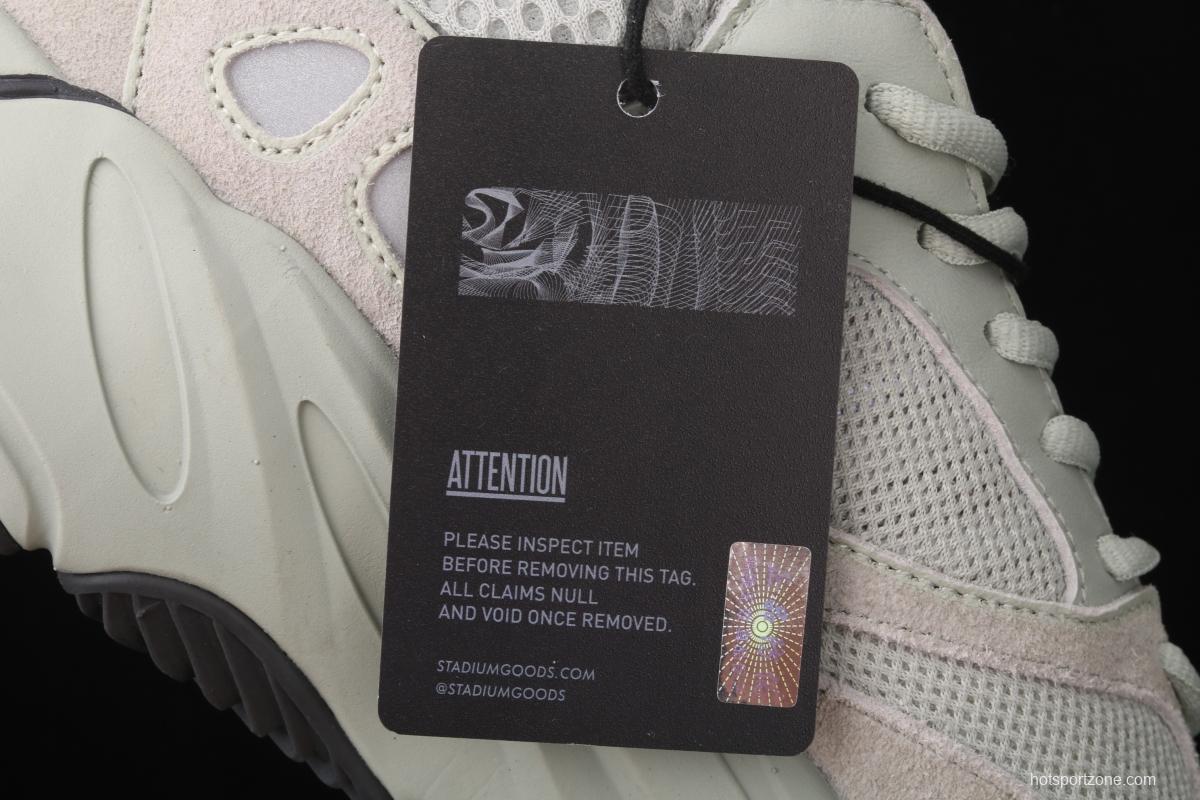 ATTENTION
PLEASE INSPECT ITEM
BEFORE REMOVING THIS TAG.
ALL CLAIMS NULL
AND VOID ONCE REMOVED.
STADIUMGOODS.COM
@STADIUMGOODS
hotsportzone.com